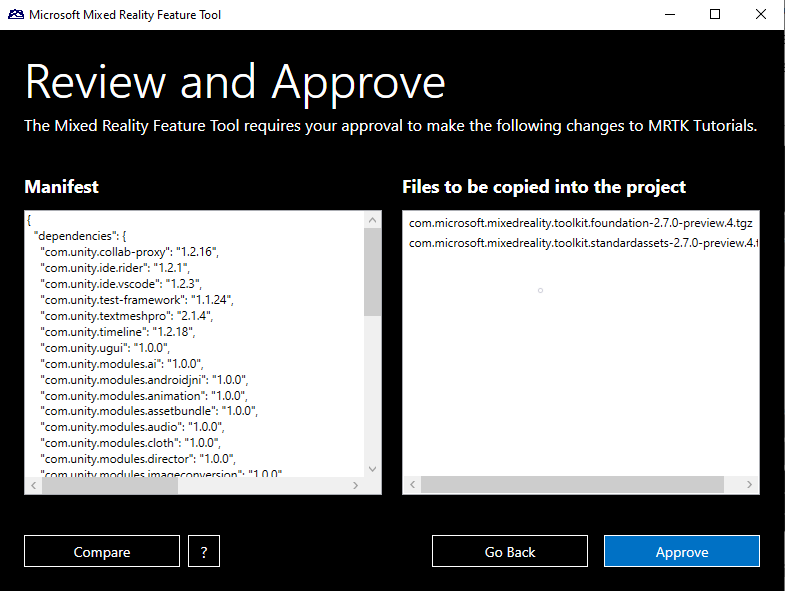 Microsoft Mixed Reality Feature Tool
Review and Approve
The Mixed Reality Feature Tool requires your approval to make the following changes to MRTK Tutorials.
Manifest
{
"dependencies": {
"com.unity.collab-proxy": "1.2.16",
"com.unity.ide.rider": "1.2.1",
"com.unity.ide.vscode": "1.2.3",
"com.unity.test-framework": "1.1.24",
"com.unity.textmeshpro": "2.1.4",
"com.unity.timeline": "1.2.18",
"com.unity.ugui": "1.0.0",
"com.unity.modules.ai": "1.0.0",
"com.unity.modules.androidjni": "1.0.0",
"com.unity.modules.animation": "1.0.0",
"com.unity.modules.assetbundle": "1.0.0",
"com.unity.modules.audio": "1.0.0",
"com.unity.modules.cloth": "1.0.0",
"com.unity.modules.director": "1.0.0",
"com.unity.modules.imageconversion": "1.0.0"
Files to be copied into the project
com.microsoft.mixedreality.toolkit.foundation-2.7.0-preview.4.tgz
com.microsoft.mixedreality.toolkit.standardassets-2.7.0-preview.4.t
Compare
?
Go Back
Approve